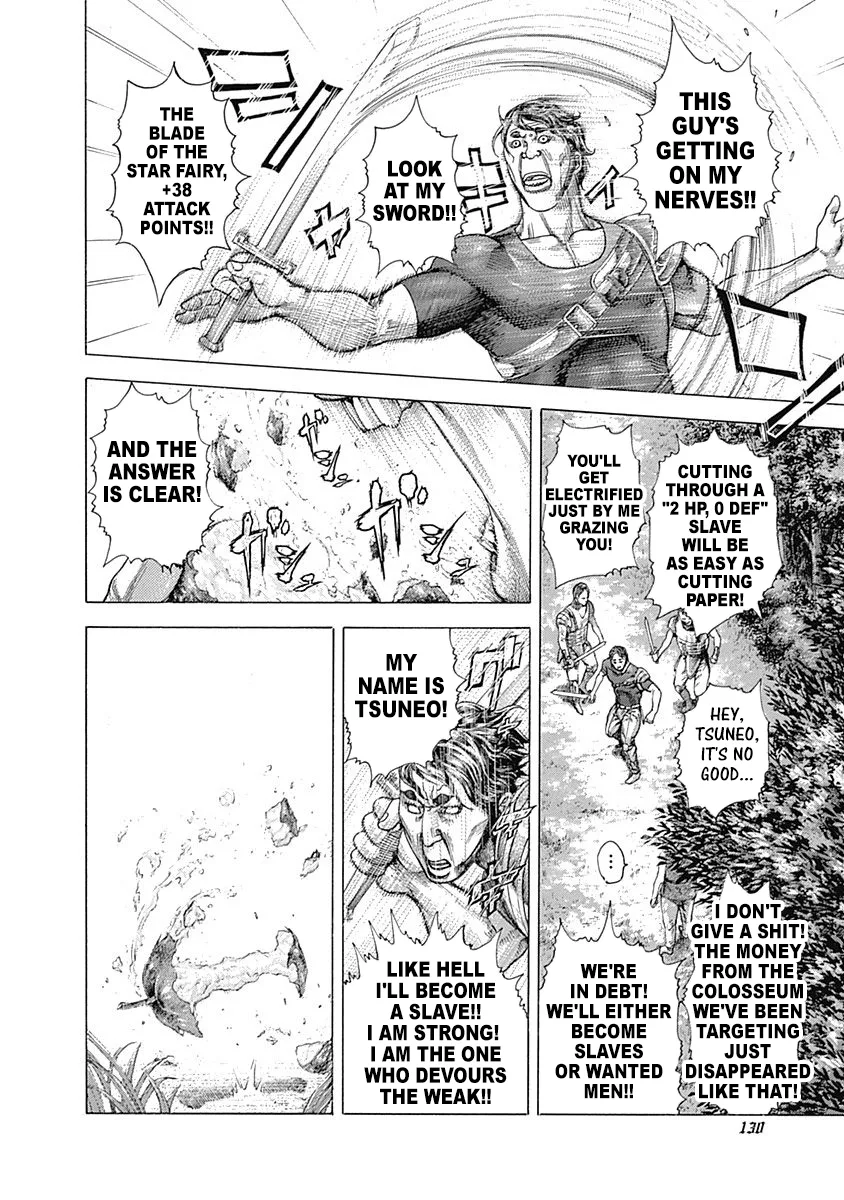 THIS
GUY'S
GETTING
ON MY
NERVES!!
LOOK
AT MY
SWORD!!
THE
BLADE
OF THE
STAR FAIRY,
+38
ATTACK
POINTS!!
CUTTING
THROUGH A
"2 HP, 0 DEF"
SLAVE
WILL BE
AS EASY AS
CUTTING
PAPER!
YOU'LL
GET
ELECTRIFIED
JUST BY ME
GRAZING
YOU!
HEY,
TSUNEO,
IT'S NO
GOOD...
...
I DON'T
GIVE A SHIT!
THE MONEY
FROM THE
COLOSSEUM
WE'VE BEEN
TARGETING
JUST
DISAPPEARED
LIKE THAT!
WE'RE
IN DEBT!
WE'LL EITHER
BECOME
SLAVES
OR WANTED
MEN!!
AND THE
ANSWER
IS CLEAR!
MY
NAME IS
TSUNEO!
LIKE HELL
I'LL BECOME
A SLAVE!!
I AM STRONG!
I AM THE ONE
WHO DEVOURS
THE WEAK!!
130